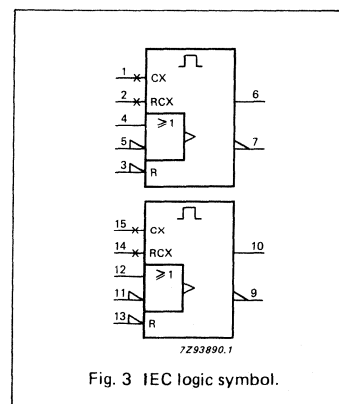 1 CX 6
2 RCX
4 ≥1
5 7
3 R
15 CX 10
14 RCX
12 ≥1
11 9
13 R
7Z93890.1
Fig. 3 IEC logic symbol.